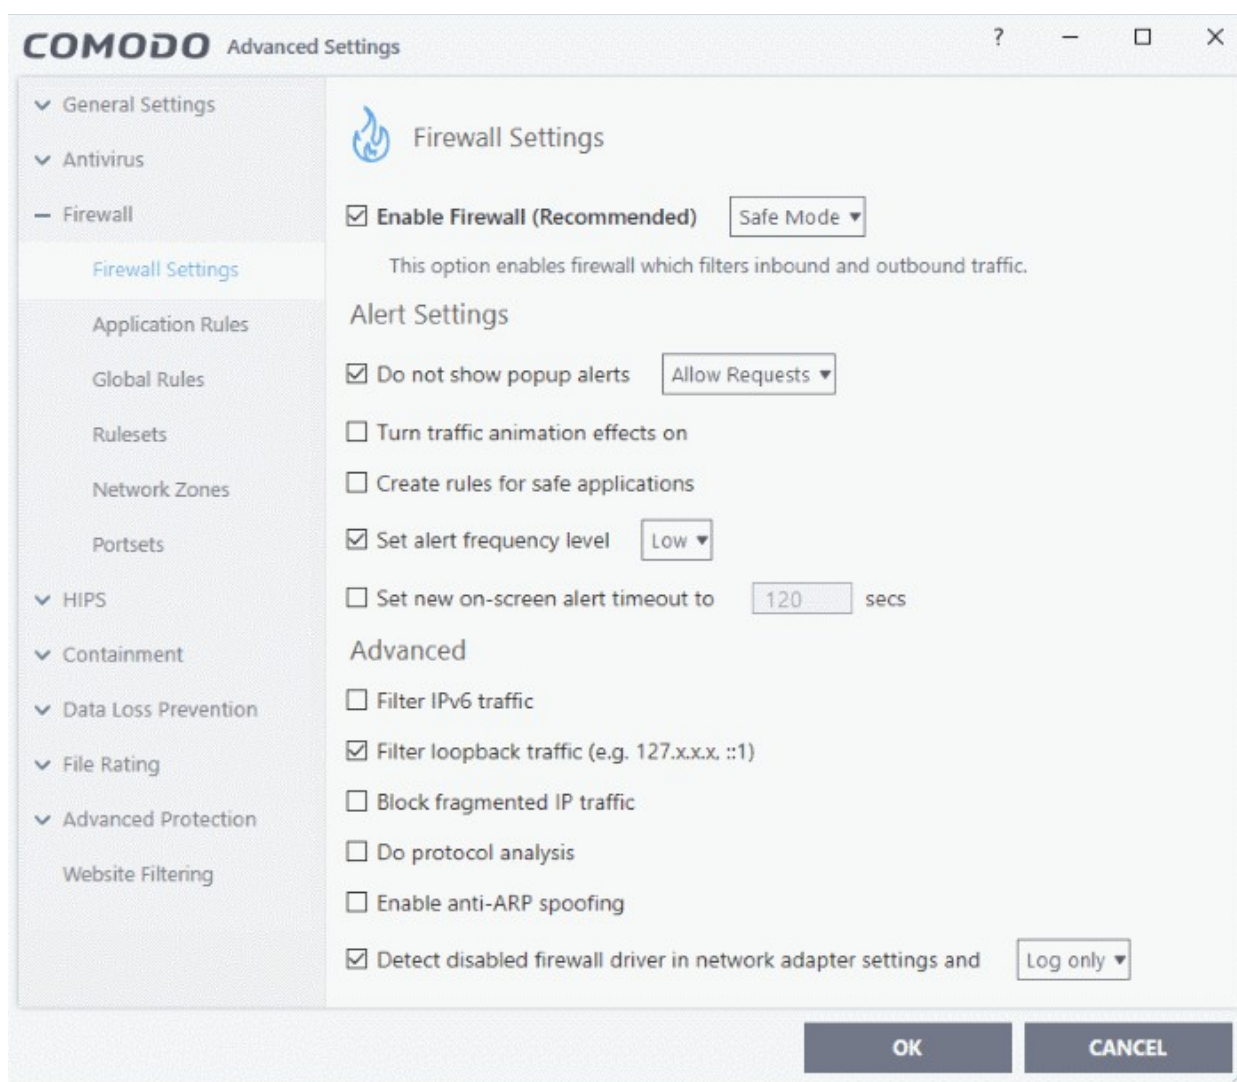 COMODO Advanced Settings ?
General Settings
Antivirus
Firewall
Firewall Settings
Application Rules
Global Rules
Rulesets
Network Zones
Portsets
HIPS
Containment
Data Loss Prevention
File Rating
Advanced Protection
Website Filtering
Firewall Settings
Enable Firewall (Recommended) Safe Mode
This option enables firewall which filters inbound and outbound traffic.
Alert Settings
Do not show popup alerts Allow Requests
Turn traffic animation effects on
Create rules for safe applications
Set alert frequency level Low
Set new on-screen alert timeout to 120 secs
Advanced
Filter IPv6 traffic
Filter loopback traffic (e.g. 127.x.x.x, ::1)
Block fragmented IP traffic
Do protocol analysis
Enable anti-ARP spoofing
Detect disabled firewall driver in network adapter settings and Log only
OK CANCEL